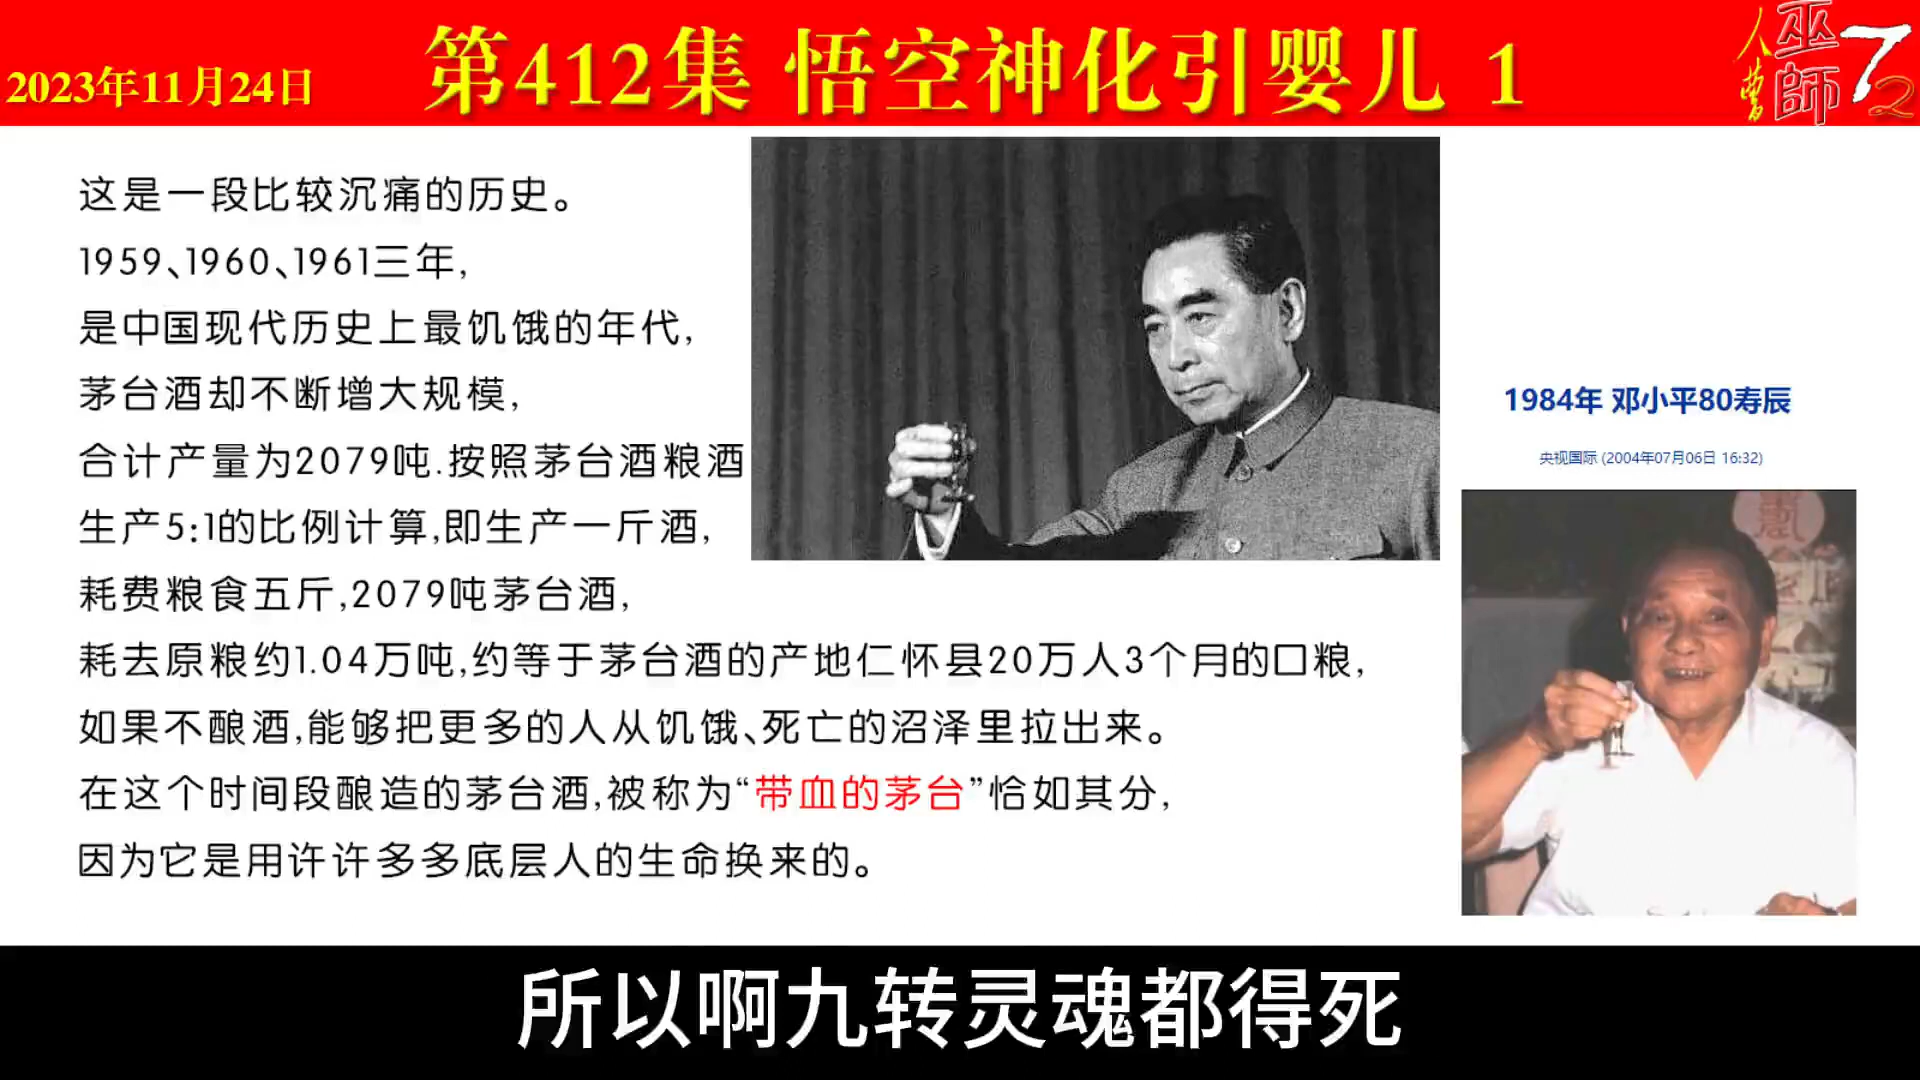 2023年11月24日
第412集 悟空神化引婴儿 1
人曹
巫師
72
这是一段比较沉痛的历史。
1959、1960、1961三年,
是中国现代历史上最饥饿的年代,
茅台酒却不断增大规模,
合计产量为2079吨.按照茅台酒粮酒
生产5:1的比例计算,即生产一斤酒,
耗费粮食五斤,2079吨茅台酒,
耗去原粮约1.04万吨,约等于茅台酒的产地仁怀县20万人3个月的口粮,
如果不酿酒,能够把更多的人从饥饿、死亡的沼泽里拉出来。
在这个时间段酿造的茅台酒,被称为“带血的茅台”恰如其分,
因为它是用许许多多底层人的生命换来的。
1984年 邓小平80寿辰
央视国际 (2004年07月06日 16:32)
所以啊九转灵魂都得死